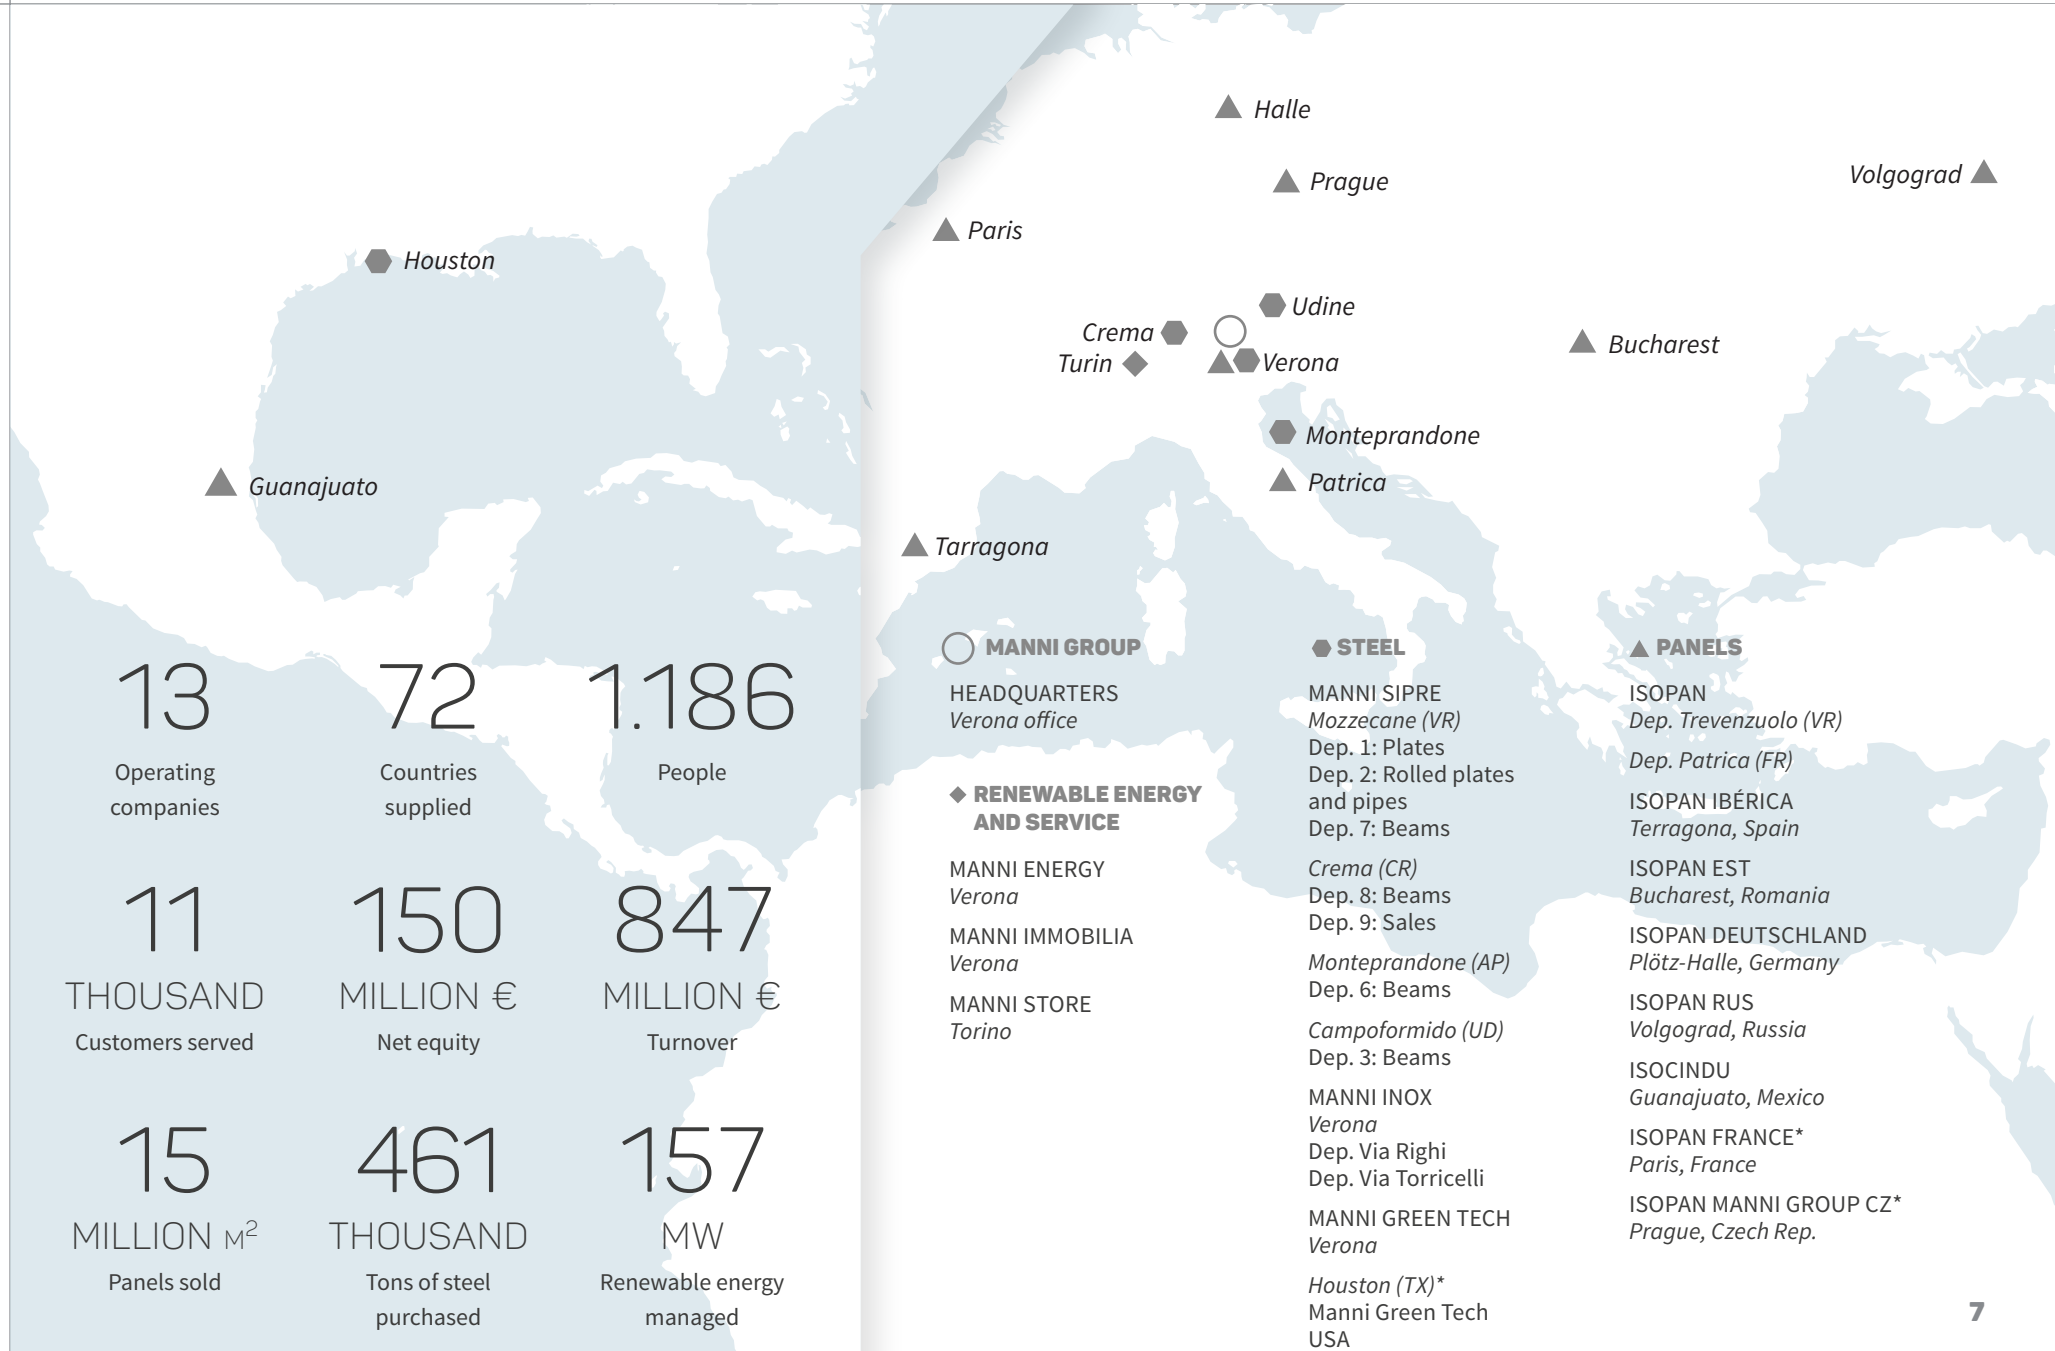 Halle
Prague
Volgograd
Paris
Houston
Udine
Crema
Turin
Verona
Bucharest
Monteprandone
Guanajuato
Patrica
Tarragona
13
Operating
companies
72
Countries
supplied
1.186
People
11
THOUSAND
Customers served
150
MILLION €
Net equity
847
MILLION €
Turnover
15
MILLION M²
Panels sold
461
THOUSAND
Tons of steel
purchased
157
MW
Renewable energy
managed
MANNI GROUP
HEADQUARTERS
Verona office
RENEWABLE ENERGY
AND SERVICE
MANNI ENERGY
Verona
MANNI IMMOBILIA
Verona
MANNI STORE
Torino
STEEL
MANNI SIPRE
Mozzecane (VR)
Dep. 1: Plates
Dep. 2: Rolled plates
and pipes
Dep. 7: Beams
Crema (CR)
Dep. 8: Beams
Dep. 9: Sales
Monteprandone (AP)
Dep. 6: Beams
Campoformido (UD)
Dep. 3: Beams
MANNI INOX
Verona
Dep. Via Righi
Dep. Via Torricelli
MANNI GREEN TECH
Verona
Houston (TX)*
Manni Green Tech
USA
PANELS
ISOPAN
Dep. Trevenzuolo (VR)
Dep. Patrica (FR)
ISOPAN IBÉRICA
Terragona, Spain
ISOPAN EST
Bucharest, Romania
ISOPAN DEUTSCHLAND
Plötz-Halle, Germany
ISOPAN RUS
Volgograd, Russia
ISOCINDU
Guanajuato, Mexico
ISOPAN FRANCE*
Paris, France
ISOPAN MANNI GROUP CZ*
Prague, Czech Rep.
7